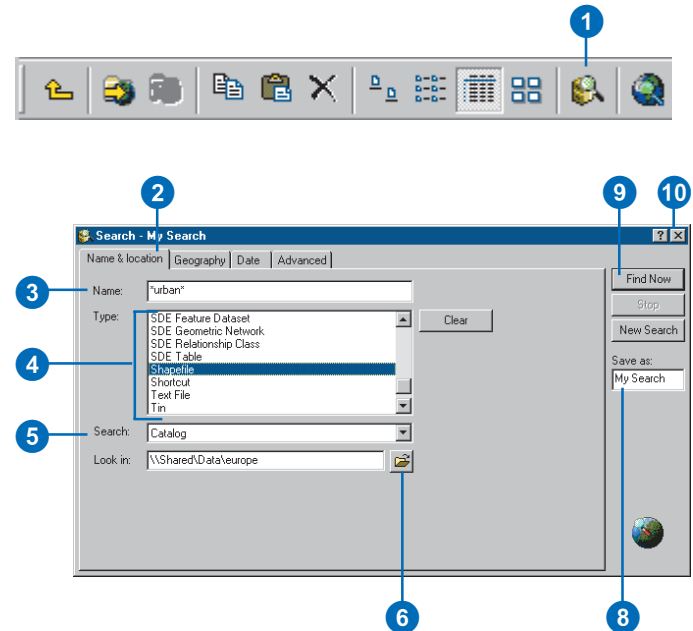 1
2
9
10
Search - My Search
Name & location
Geography
Date
Advanced
3
Name:
*urban*
Find Now
Type:
SDE Feature Dataset
SDE Geometric Network
SDE Relationship Class
SDE Table
Shapefile
Shortcut
Text File
Tin
Clear
Stop
New Search
4
Save as:
My Search
5
Search:
Catalog
Look in:
\\Shared\Data\europe
6
8